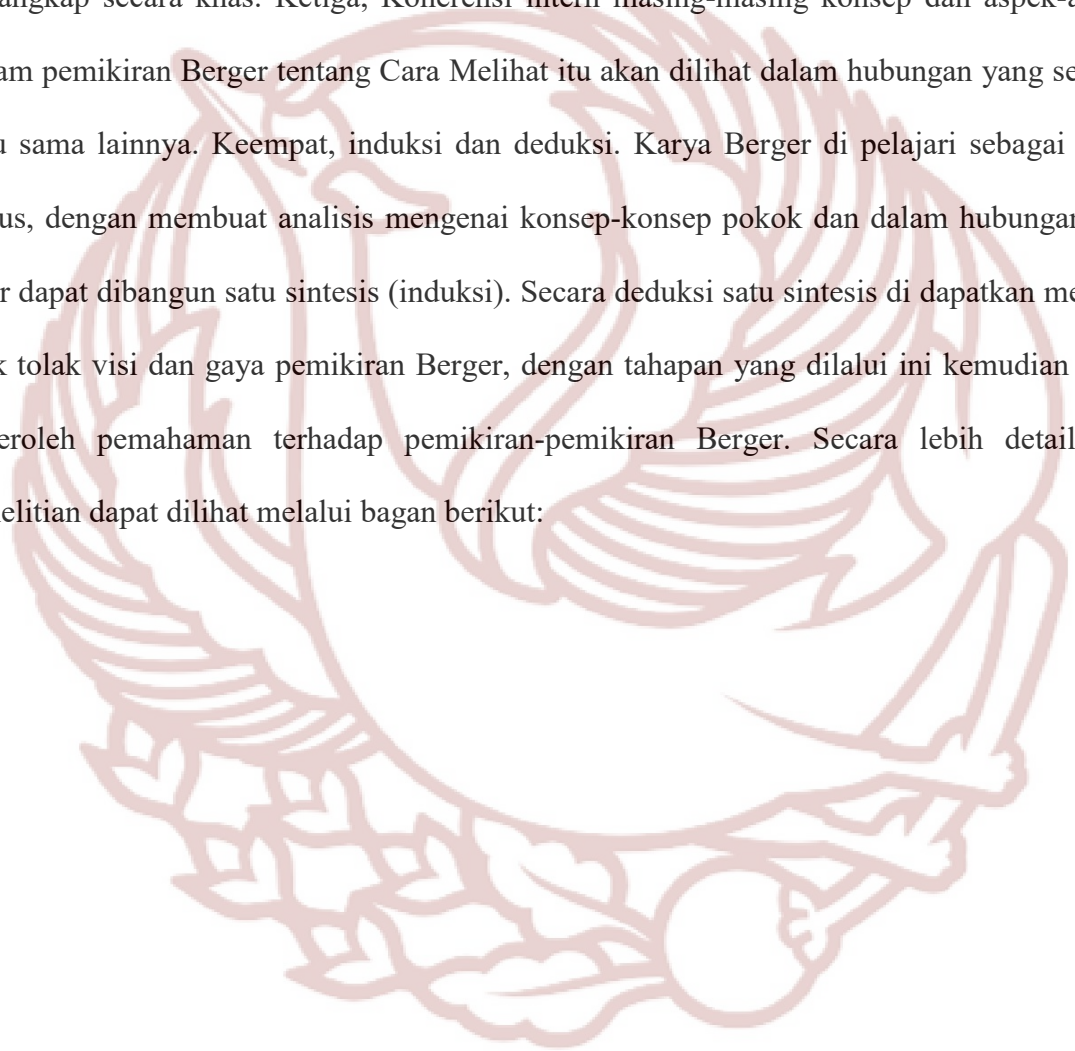 angkap secara khas. Ketiga, Koherensi intern masing-masing konsep dan aspek-a
am pemikiran Berger tentang Cara Melihat itu akan dilihat dalam hubungan yang se
u sama lainnya. Keempat, induksi dan deduksi. Karya Berger di pelajari sebagai
us, dengan membuat analisis mengenai konsep-konsep pokok dan dalam hubungan
r dapat dibangun satu sintesis (induksi). Secara deduksi satu sintesis di dapatkan me
k tolak visi dan gaya pemikiran Berger, dengan tahapan yang dilalui ini kemudian
eroleh pemahaman terhadap pemikiran-pemikiran Berger. Secara lebih detail
elitian dapat dilihat melalui bagan berikut: